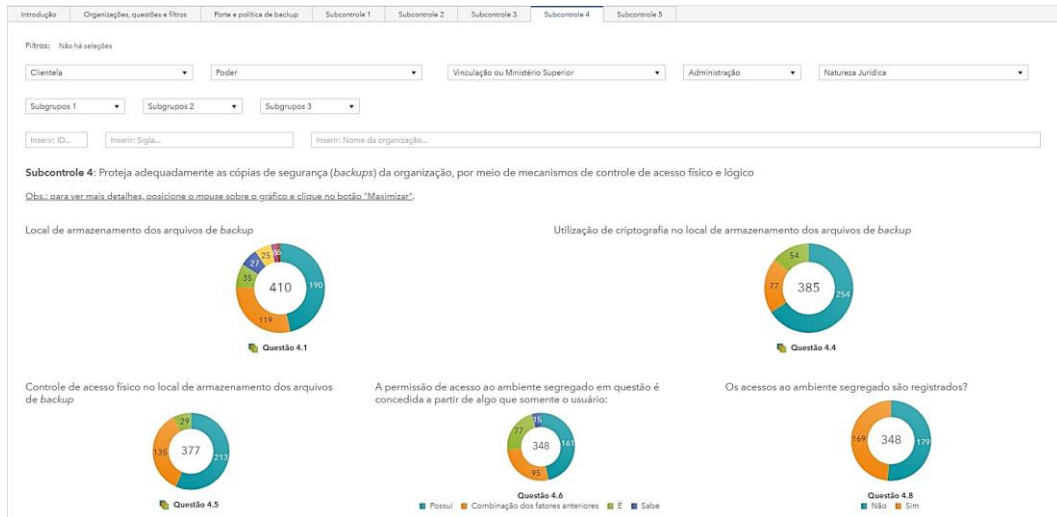 Introdução Organizações, questões e filtros Porte e política de backup Subcontrole 1 Subcontrole 2 Subcontrole 3 Subcontrole 4 Subcontrole 5
Filtros: Não há seleções
Clientela Poder Vinculação ou Ministério Superior Administração Natureza Jurídica
Subgrupos 1 Subgrupos 2 Subgrupos 3
Inserir: ID... Inserir: Sigla... Inserir: Nome da organização...
Subcontrole 4: Proteja adequadamente as cópias de segurança (backups) da organização, por meio de mecanismos de controle de acesso físico e lógico
Obs.: para ver mais detalhes, posicione o mouse sobre o gráfico e clique no botão "Maximizar".
Local de armazenamento dos arquivos de backup
410
190
119
35
27
25
Questão 4.1
Utilização de criptografia no local de armazenamento dos arquivos de backup
385
254
77
54
Questão 4.4
Controle de acesso físico no local de armazenamento dos arquivos
de backup
377
213
135
29
Questão 4.5
A permissão de acesso ao ambiente segregado em questão é
concedida a partir de algo que somente o usuário:
348
161
95
77
15
Questão 4.6
Possui Combinação dos fatores anteriores É Sabe
Os acessos ao ambiente segregado são registrados?
348
179
169
Questão 4.8
Não Sim